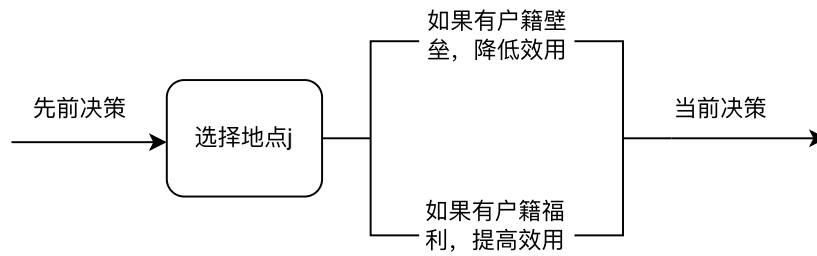 如果有户籍壁
垒，降低效用
先前决策
选择地点j
当前决策
如果有户籍福
利，提高效用